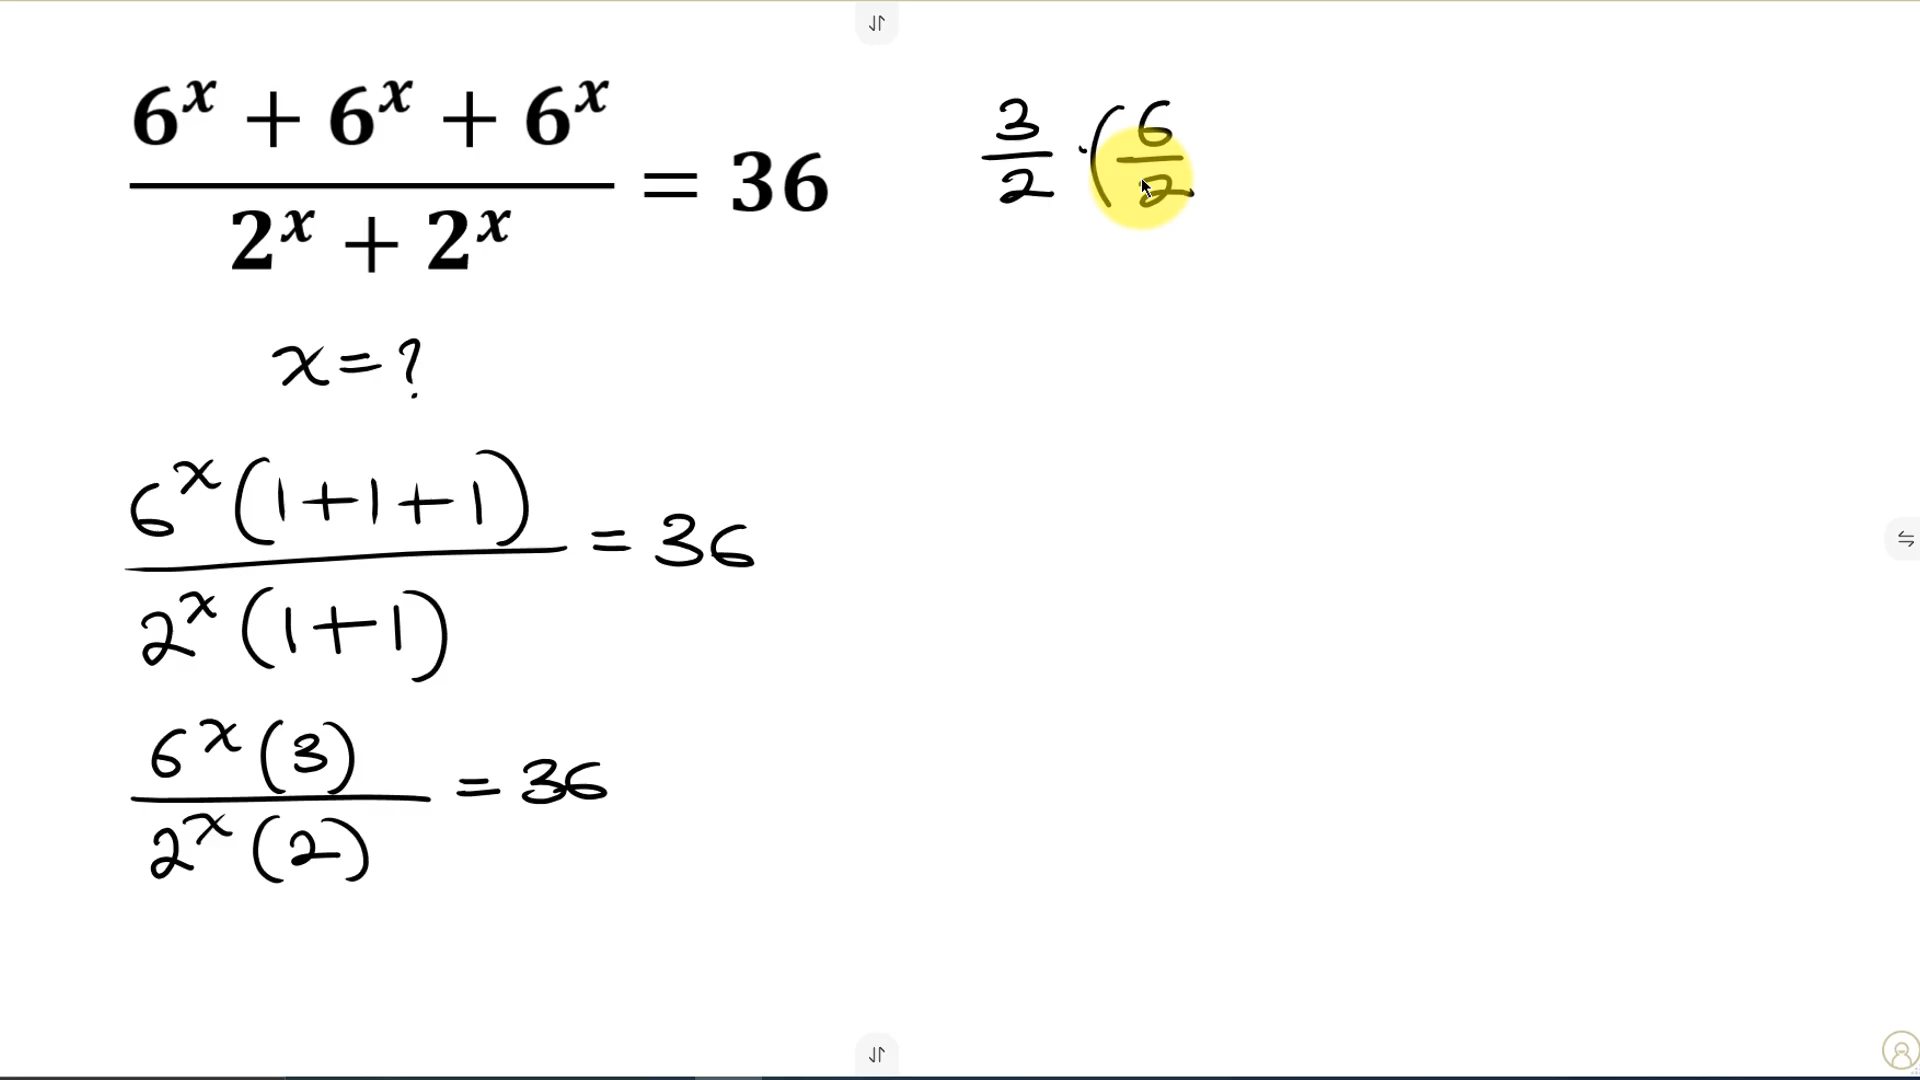 6^x + 6^x + 6^x
2^x + 2^x
= 36
x = ?
6^x (1+1+1)
2^x (1+1)
= 36
6^x (3)
2^x (2)
= 36
3
2
· (
6
2